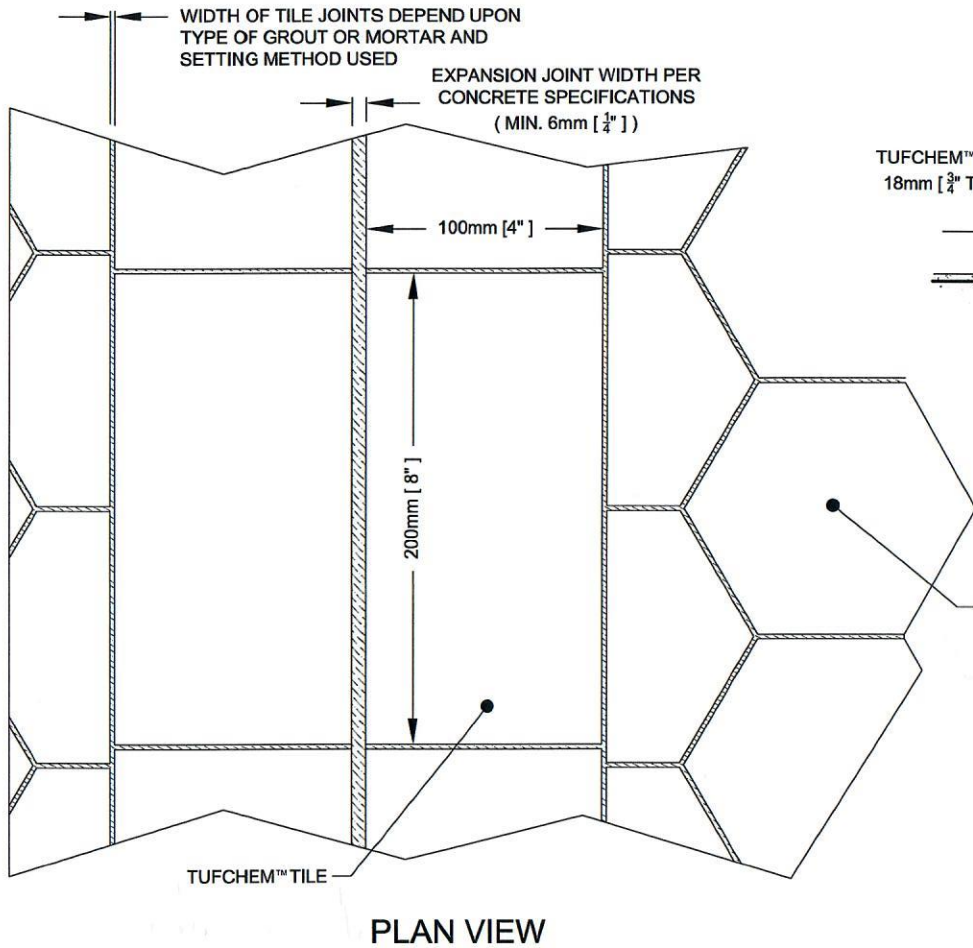 WIDTH OF TILE JOINTS DEPEND UPON
TYPE OF GROUT OR MORTAR AND
SETTING METHOD USED
EXPANSION JOINT WIDTH PER
CONCRETE SPECIFICATIONS
( MIN. 6mm [ 1/4" ] )
TUFCHEM™
18mm [ 3/4" T
100mm [4" ]
200mm [ 8" ]
TUFCHEM™ TILE
PLAN VIEW